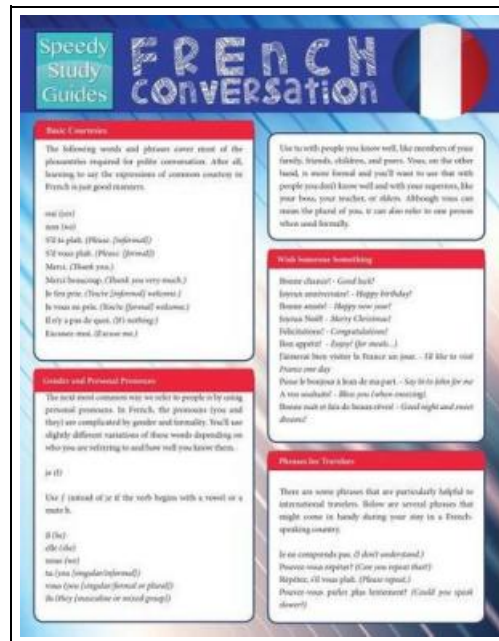 Speedy
Study
Guides
FRENCH
CONVERSATION
Basic Courtesies
The following words and phrases cover most of the
pleasantries required for polite conversation. After all,
learning to say the expressions of common courtesy in
French is just good manners.
oui (yes)
non (no)
S'il te plaît. (Please. [informal])
S'il vous plaît. (Please. [formal])
Merci. (Thank you.)
Merci beaucoup. (Thank you very much.)
Je t'en prie. (You're [informal] welcome.)
Je vous en prie. (You're [formal] welcome.)
Il n'y a pas de quoi. (It's nothing.)
Excusez-moi. (Excuse me.)
Gender and Personal Pronouns
The next most common way we refer to people is by using
personal pronouns. In French, the pronouns (you and
they) are complicated by gender and formality. You'll use
slightly different variations of these words depending on
who you are referring to and how well you know them.
je (I)
Use j' instead of je if the verb begins with a vowel or a
mute h.
il (he)
elle (she)
nous (we)
tu (you [singular/informal])
vous (you [singular/formal or plural])
ils (they [masculine or mixed group])
Use tu with people you know well, like members of your
family, friends, children, and peers. Vous, on the other
hand, is more formal and you'll want to use that with
people you don't know well and with your superiors, like
your boss, your teacher, or elders. Although vous can
mean the plural of you, it can also refer to one person
when used formally.
Wish Someone Something
Bonne chance! - Good luck!
Joyeux anniversaire! - Happy birthday!
Bonne année! - Happy new year!
Joyeux Noël! - Merry Christmas!
Félicitations! - Congratulations!
Bon appétit! - Enjoy! (for meals...)
J'aimerai bien visiter la France un jour. - I'd like to visit
France one day
Passe le bonjour à Jean de ma part. - Say hi to John for me
A vos souhaits! - Bless you (when sneezing)
Bonne nuit et fais de beaux rêves! - Good night and sweet
dreams!
Phrases for Travelers
There are some phrases that are particularly helpful to
international travelers. Below are several phrases that
might come in handy during your stay in a French-
speaking country.
Je ne comprends pas. (I don't understand.)
Pouvez-vous répéter? (Can you repeat that?)
Répétez, s'il vous plaît. (Please repeat.)
Pouvez-vous parler plus lentement? (Could you speak
slower?)